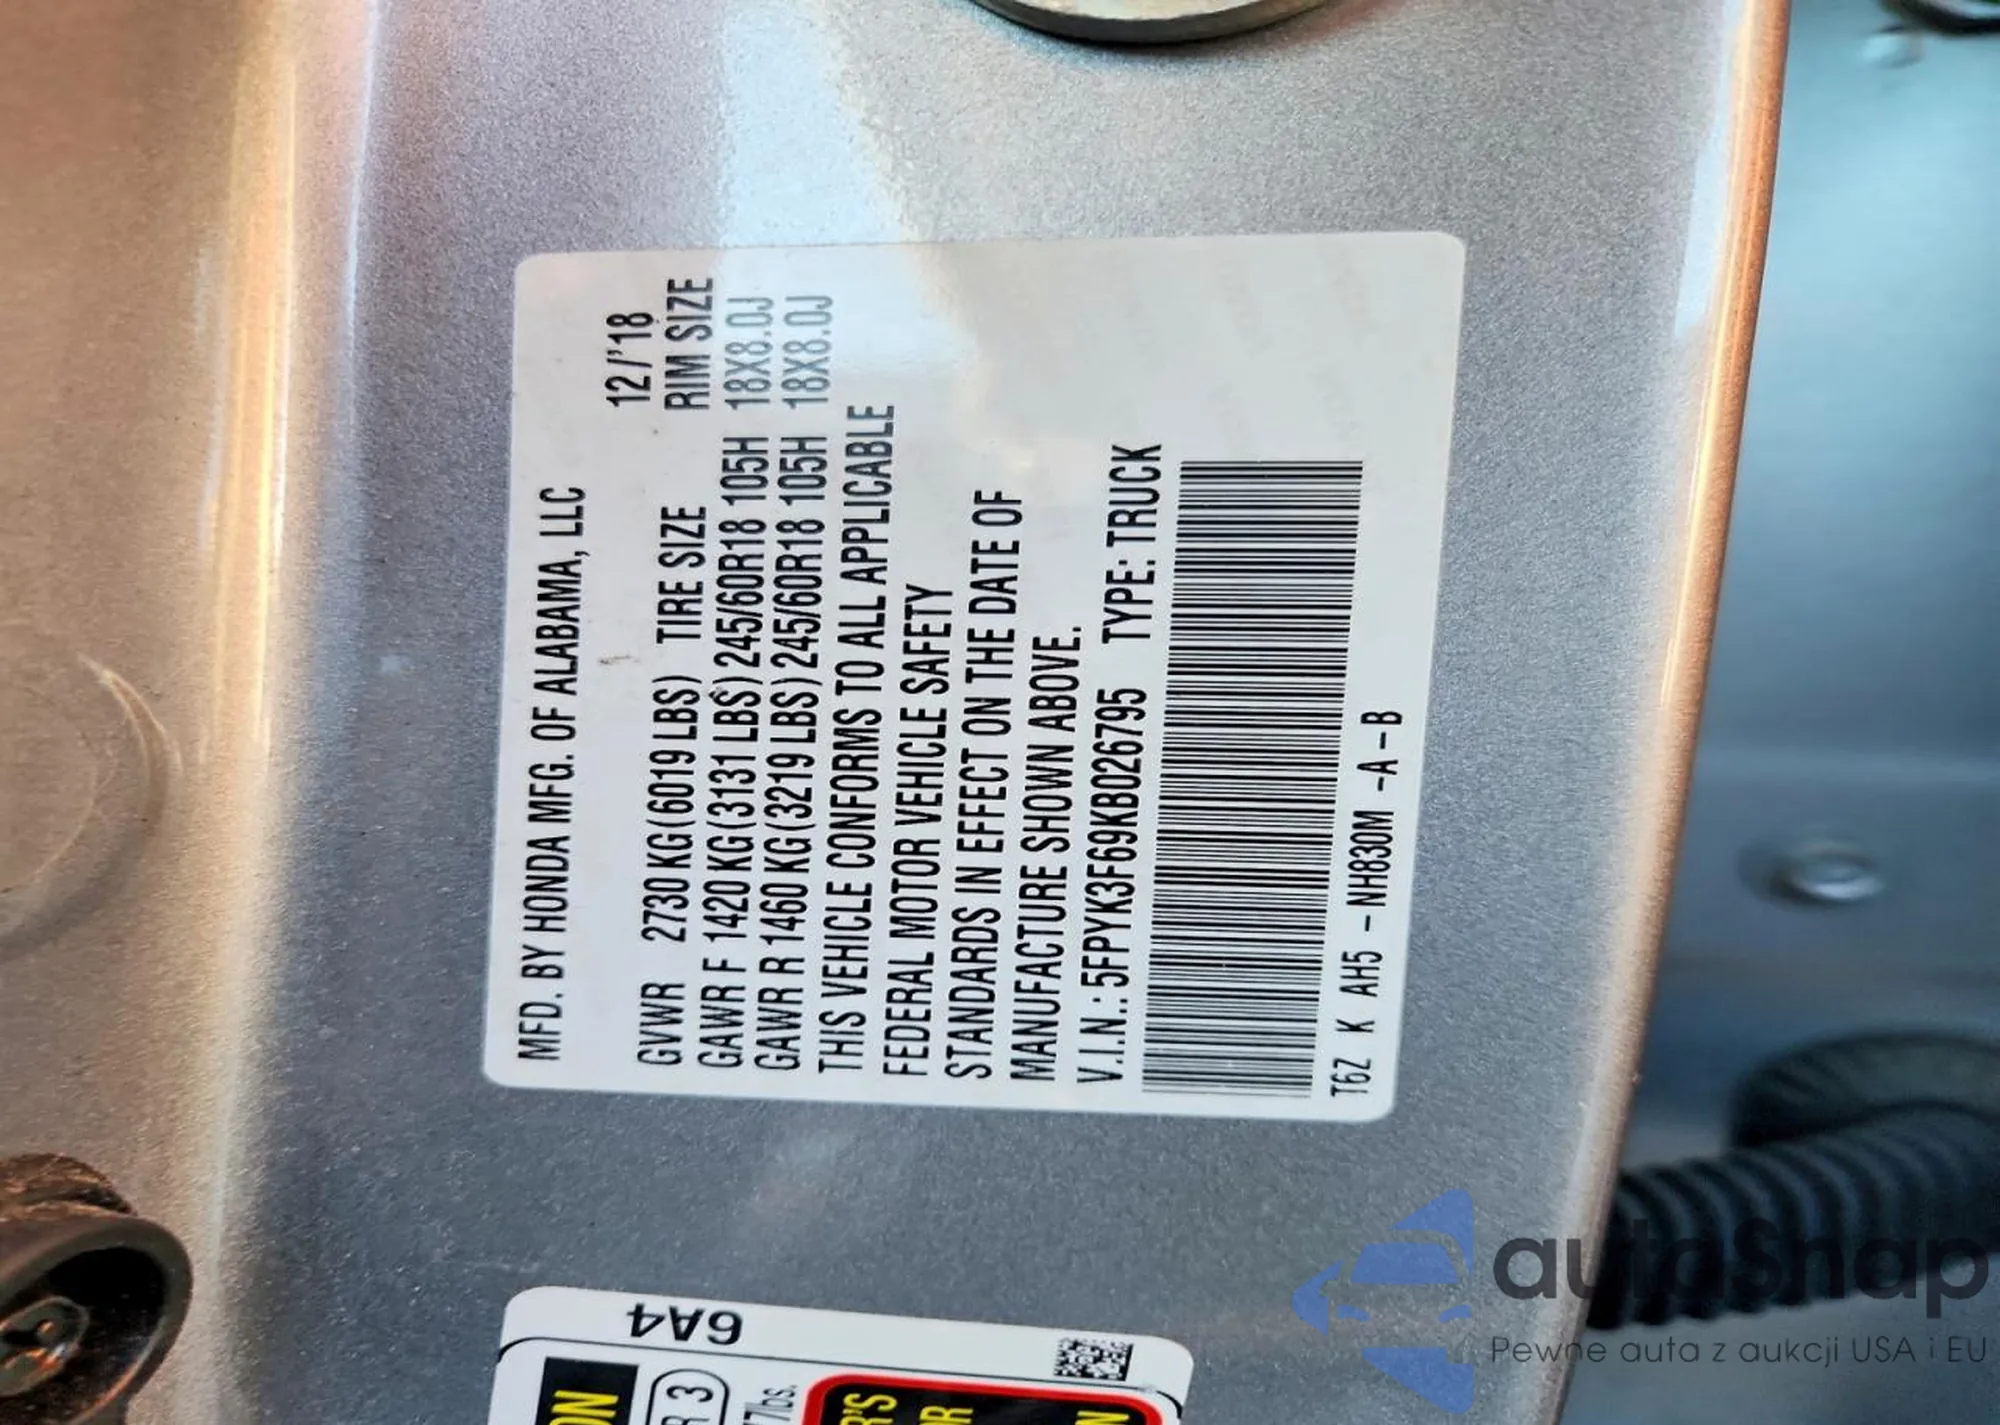 MFD. BY HONDA MFG. OF ALABAMA, LLC
12/'18
GVWR 2730 KG (6019 LBS) TIRE SIZE RIM SIZE
GAWR F 1420 KG (3131 LBS) 245/60R18 105H 18X8.0J
GAWR R 1460 KG (3219 LBS) 245/60R18 105H 18X8.0J
THIS VEHICLE CONFORMS TO ALL APPLICABLE
FEDERAL MOTOR VEHICLE SAFETY
STANDARDS IN EFFECT ON THE DATE OF
MANUFACTURE SHOWN ABOVE.
V.I.N.: 5FPYK3F69KB026795 TYPE: TRUCK
T6Z K AH5 - NH830M -A - B
6A4
autoSnap
Pewne auta z aukcji USA i EU